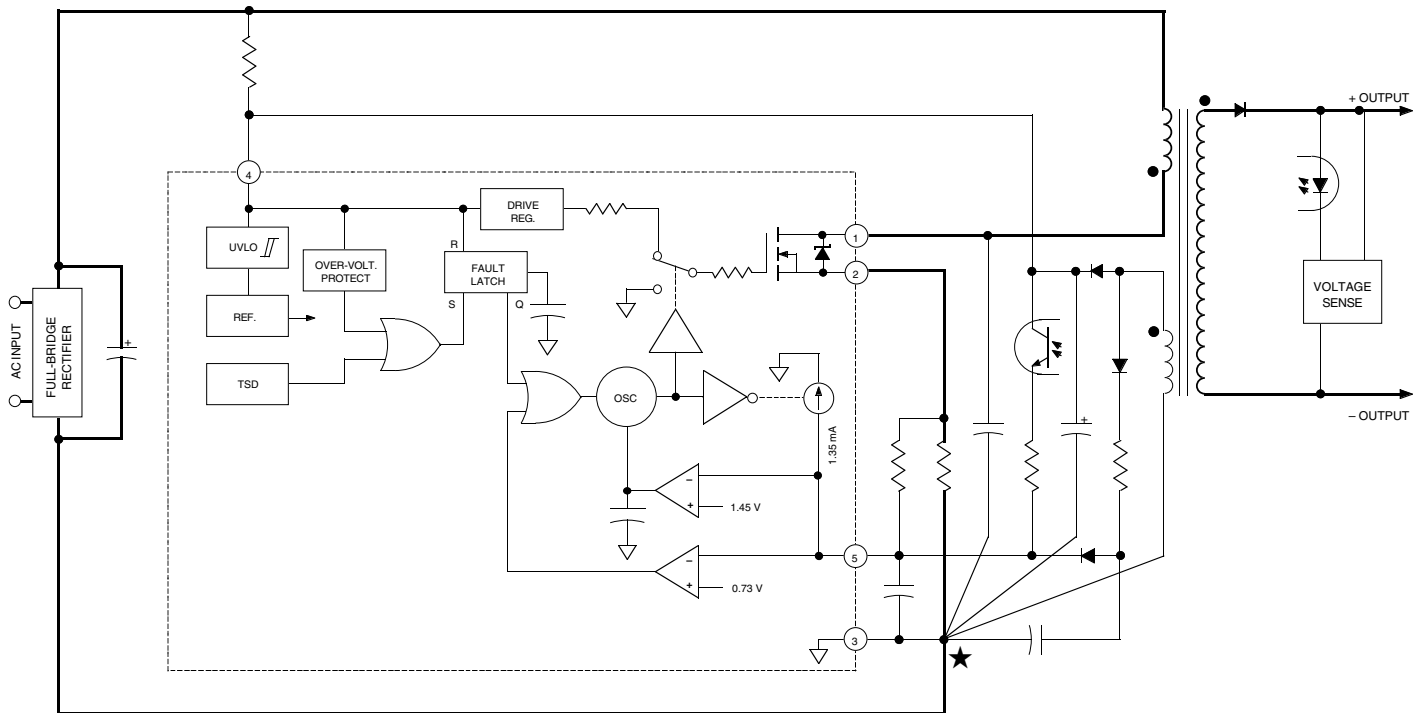 + OUTPUT
4
DRIVE
REG.
1
UVLO
R
OVER-VOLT.
PROTECT
FAULT
LATCH
2
S
Q
VOLTAGE
SENSE
AC INPUT
FULL-BRIDGE
RECTIFIER
+
REF.
TSD
OSC
1.35 mA
– OUTPUT
+
–
+
1.45 V
5
–
+
0.73 V
3